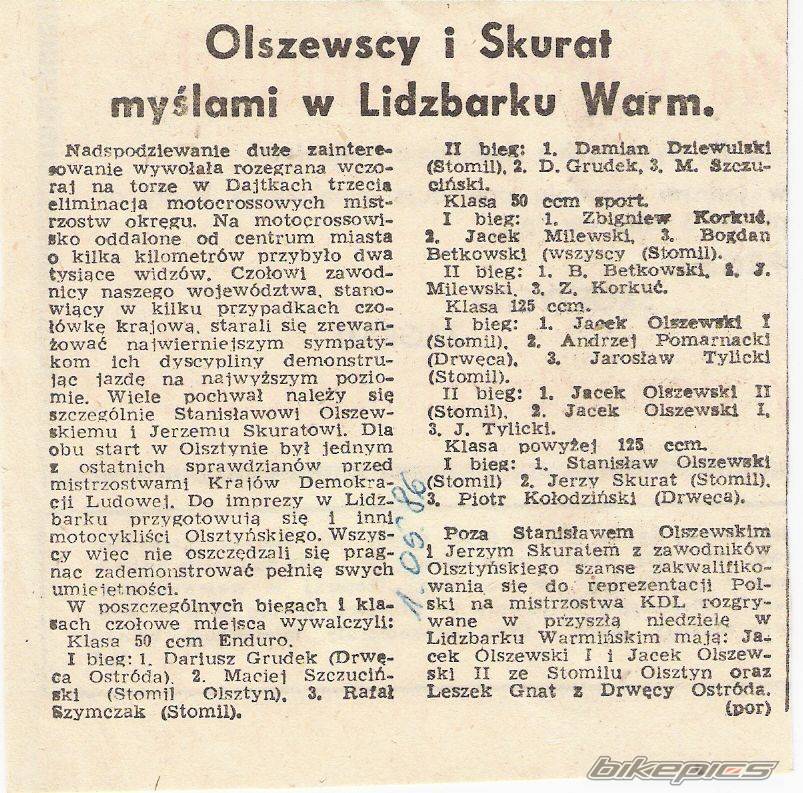 Olszewscy i Skurat
myślami w Lidzbarku Warm.
Nadspodziewanie duże zaintere-
sowanie wywołała rozegrana wczo-
raj na torze w Dajtkach trzecia
eliminacja motocrossowych mist-
rzostw okręgu. Na motocrossowi-
sko oddalone od centrum miasta
o kilka kilometrów przybyło dwa
tysiące widzów. Czołowi zawod-
nicy naszego województwa, stano-
wiący w kilku przypadkach czo-
łówkę krajową, starali się zrewan-
żować najwierniejszym sympaty-
kom ich dyscypliny demonstru-
jąc jazdę na najwyższym pozio-
mie. Wiele pochwał należy się
szczególnie Stanisławowi Olszew-
skiemu i Jerzemu Skuratowi. Dla
obu start w Olsztynie był jednym
z ostatnich sprawdzianów przed
mistrzostwami Krajów Demokra-
cji Ludowej. Do imprezy w Lidz-
barku przygotowują się i inni
motocykliści Olsztyńskiego. Wszys-
cy więc nie oszczędzali się prag-
nąc zademonstrować pełnię swych
umiejętności.
W poszczególnych biegach i kla-
sach czołowe miejsca wywalczyli:
Klasa 50 ccm Enduro.
I bieg: 1. Dariusz Grudek (Drwę-
ca Ostróda). 2. Maciej Szczuciń-
ski (Stomil Olsztyn), 3. Rafał
Szymczak (Stomil).
II bieg: 1. Damian Dziewulski
(Stomil), 2. D. Grudek, 3. M. Szczu-
ciński.
Klasa 50 ccm sport.
I bieg: 1. Zbigniew Korkuć,
2. Jacek Milewski, 3. Bogdan
Betkowski (wszyscy (Stomil).
II bieg: 1. B. Betkowski, 2. J.
Milewski, 3. Z. Korkuć.
Klasa 125 ccm.
I bieg: 1. Jacek Olszewski I
(Stomil), 2. Andrzej Pomarnacki
(Drwęca), 3. Jarosław Tylicki
(Stomil).
II bieg: 1. Jacek Olszewski II
(Stomil), 2. Jacek Olszewski I,
3. J. Tylicki.
Klasa powyżej 125 ccm.
I bieg: 1. Stanisław Olszewski
(Stomil) 2. Jerzy Skurat (Stomil),
3. Piotr Kołodziński (Drwęca).
Poza Stanisławem Olszewskim
i Jerzym Skuratem z zawodników
Olsztyńskiego szanse zakwalifiko-
wania się do reprezentacji Pol-
ski na mistrzostwa KDL rozgry-
wane w przyszłą niedzielę w
Lidzbarku Warmińskim mają: Ja-
cek Olszewski I i Jacek Olszew-
ski II ze Stomilu Olsztyn oraz
Leszek Gnat z Drwęcy Ostróda.
(por)
bikepics